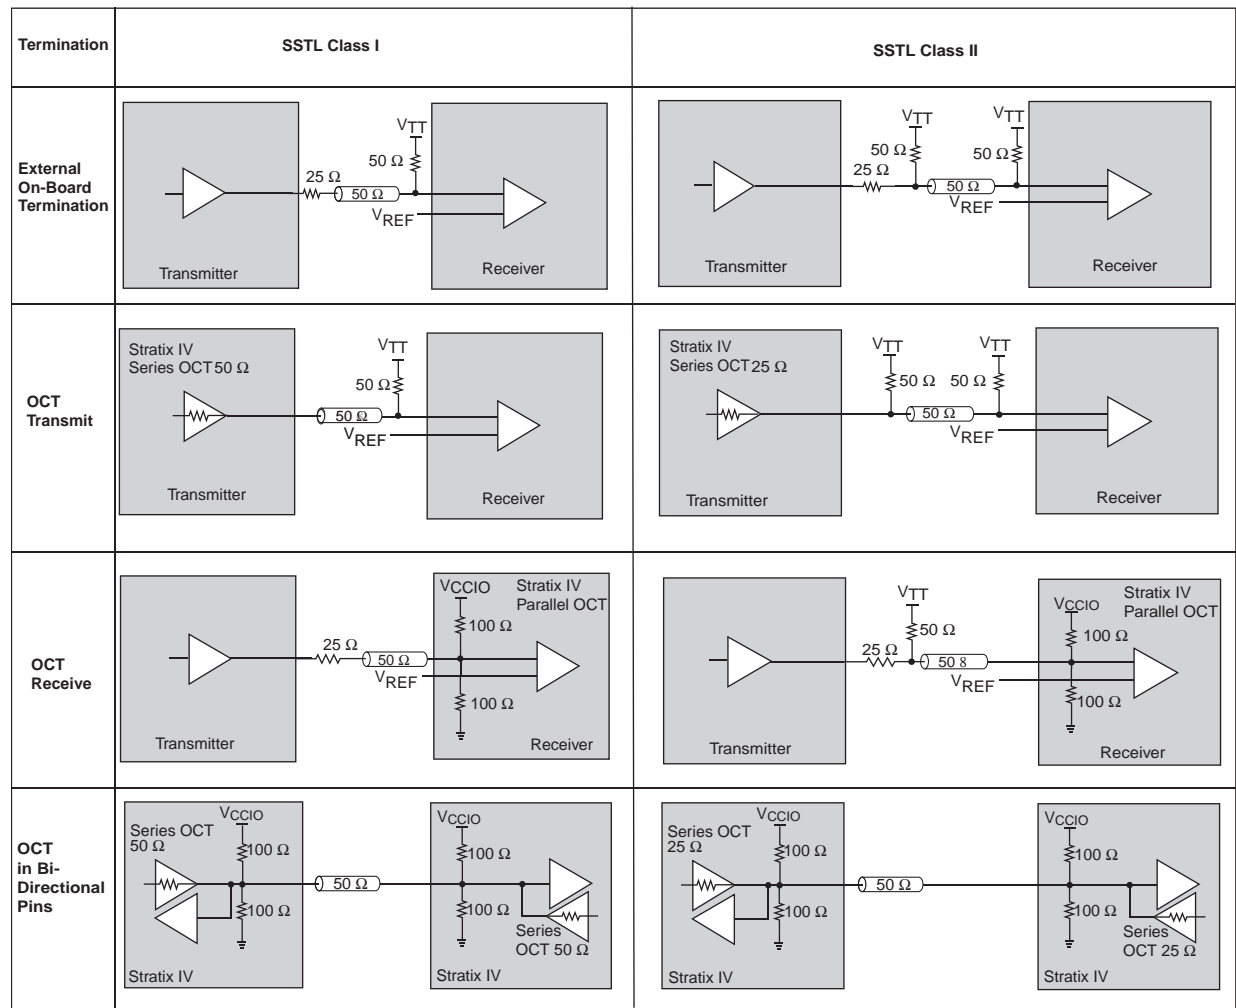 Termination
SSTL Class I
SSTL Class II
External
On-Board
Termination
VTT
50 Ω
25 Ω
50 Ω
VREF
Transmitter
Receiver
VTT
VTT
50 Ω
50 Ω
25 Ω
50 Ω
VREF
Transmitter
Receiver
OCT
Transmit
Stratix IV
Series OCT 50 Ω
VTT
50 Ω
50 Ω
VREF
Transmitter
Receiver
Stratix IV
Series OCT 25 Ω
VTT
VTT
50 Ω
50 Ω
50 Ω
VREF
Transmitter
Receiver
OCT
Receive
VCCIO
Stratix IV
Parallel OCT
100 Ω
25 Ω
50 Ω
VREF
100 Ω
Transmitter
Receiver
VTT
VCCIO
Stratix IV
Parallel OCT
50 Ω
100 Ω
25 Ω
50 8
VREF
100 Ω
Transmitter
Receiver
OCT
in Bi-
Directional
Pins
Series OCT
50 Ω
VCCIO
100 Ω
100 Ω
Stratix IV
50 Ω
VCCIO
100 Ω
100 Ω
Series
OCT 50 Ω
Stratix IV
Series OCT
25 Ω
VCCIO
100 Ω
100 Ω
Stratix IV
50 Ω
VCCIO
100 Ω
100 Ω
Series
OCT 25 Ω
Stratix IV